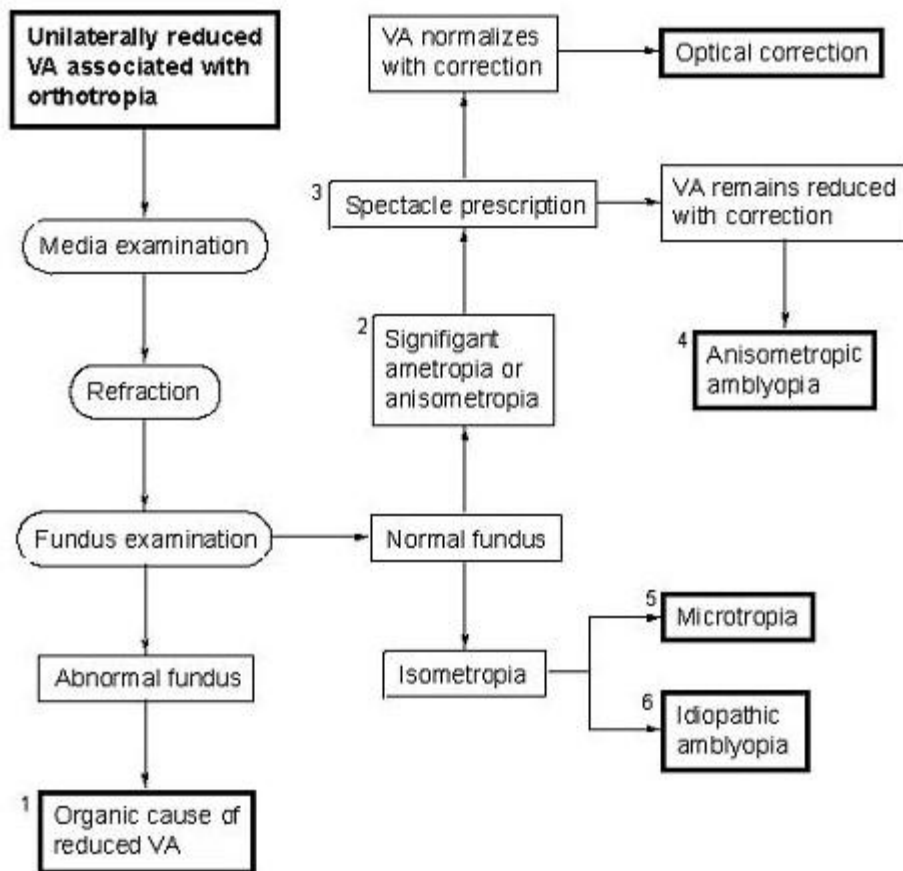 Unilaterally reduced
VA associated with
orthotropia
Media examination
Refraction
Fundus examination
Abnormal fundus
1
Organic cause of
reduced VA
VA normalizes
with correction
Optical correction
3
Spectacle prescription
VA remains reduced
with correction
2
Signifigant
ametropia or
anisometropia
4
Anisometropic
amblyopia
Normal fundus
Isometropia
5
Microtropia
6
Idiopathic
amblyopia